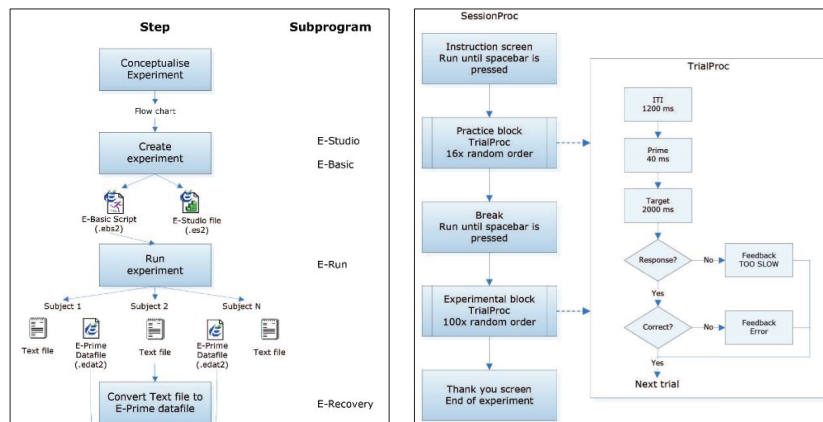 Step
Subprogram
Conceptualise
Experiment
Flow chart
Create
experiment
E-Studio
E-Basic
E-Basic Script
(.ebs2)
E-Studio file
(.es2)
Run
experiment
E-Run
Subject 1
Subject 2
Subject N
Text file
E-Prime
Datafile
(.edat2)
Text file
E-Prime
Datafile
(.edat2)
Text file
Convert Text file to
E-Prime datafile
E-Recovery
SessionProc
Instruction screen
Run until spacebar is
pressed
Practice block
TrialProc
16x random order
Break
Run until spacebar is
pressed
Experimental block
TrialProc
100x random order
Thank you screen
End of experiment
TrialProc
ITI
1200 ms
Prime
40 ms
Target
2000 ms
Response?
No
Feedback
TOO SLOW
Yes
Correct?
No
Feedback
Error
Yes
Next trial